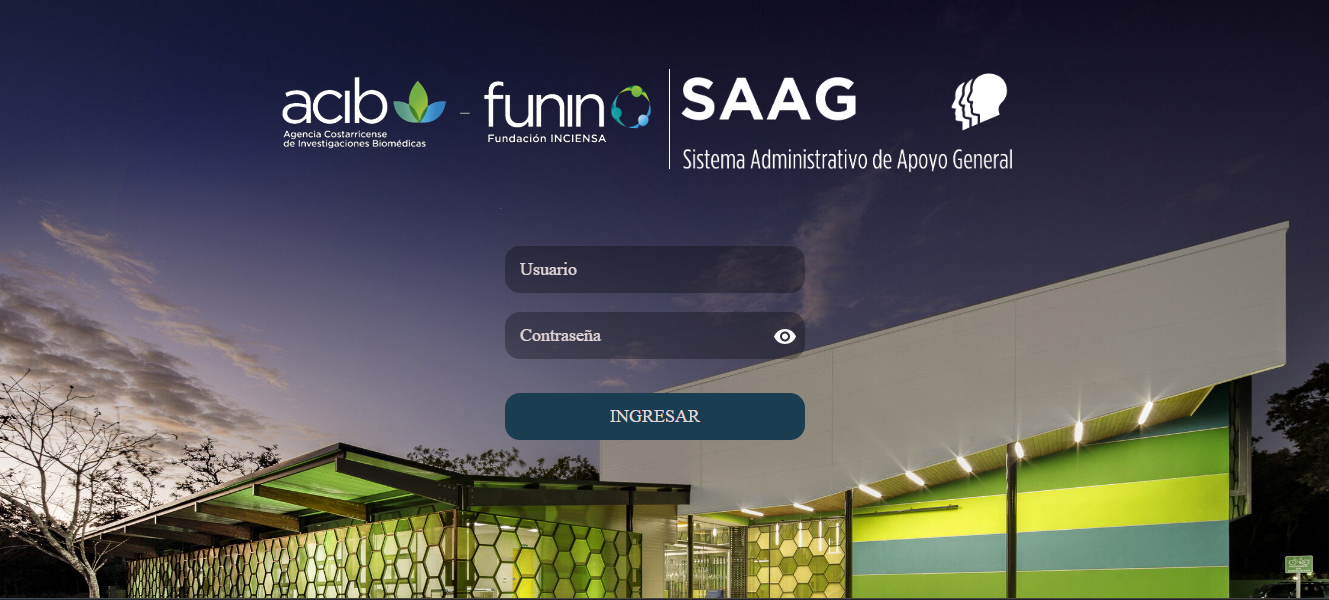 acib
Agencia Costarricense
de Investigaciones Biomédicas
-
funin
Fundación INCIENSA
SAAG
Sistema Administrativo de Apoyo General
Usuario
Contraseña
INGRESAR